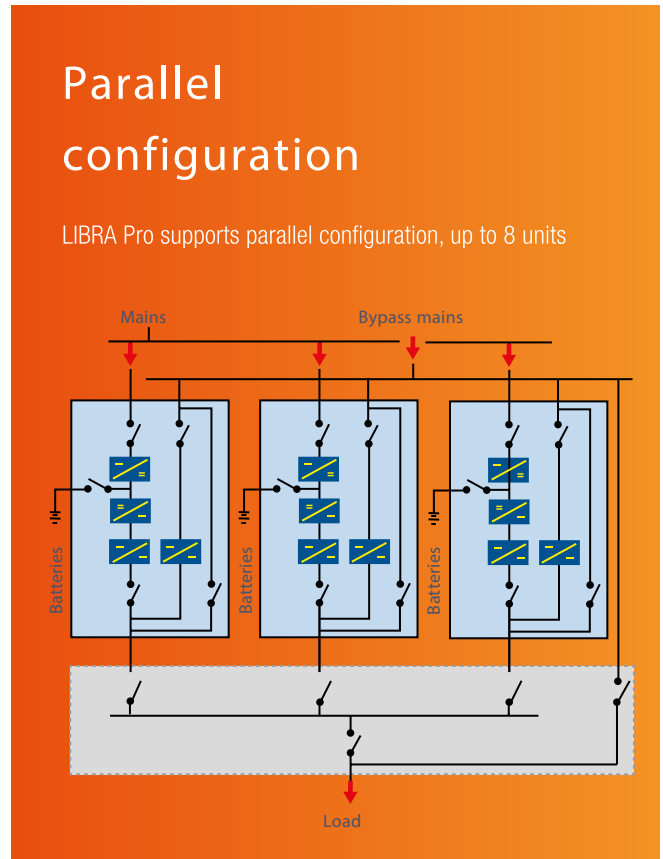 Parallel
configuration
LIBRA Pro supports parallel configuration, up to 8 units
Mains
Bypass mains
Batteries
Batteries
Batteries
Load